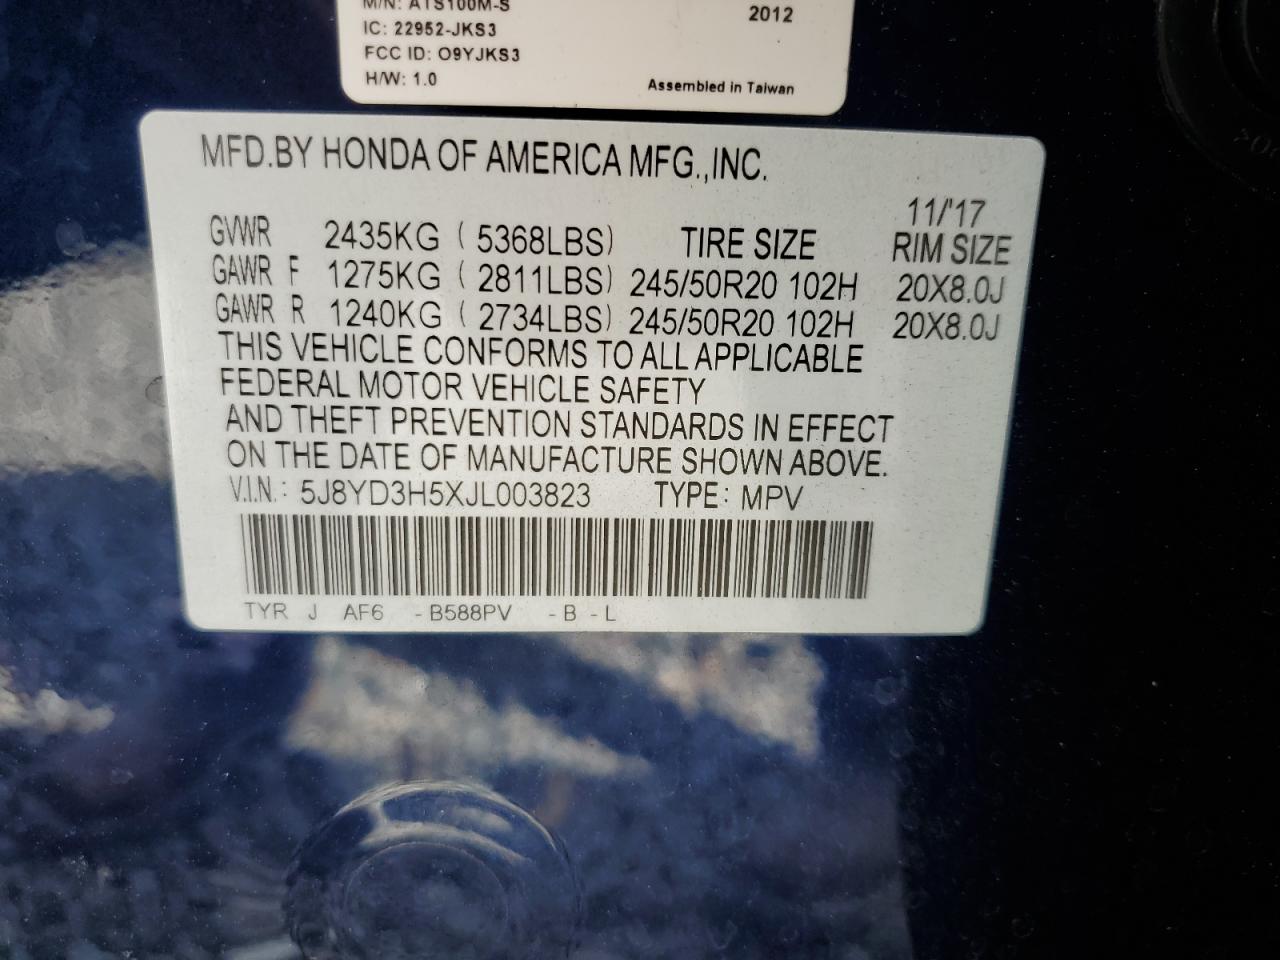 M/N: ATS100M-S
2012
IC: 22952-JKS3
FCC ID: O9YJKS3
H/W: 1.0
Assembled in Taiwan
MFD.BY HONDA OF AMERICA MFG.,INC.
11/'17
GVWR 2435KG ( 5368LBS) TIRE SIZE RIM SIZE
GAWR F 1275KG ( 2811LBS) 245/50R20 102H 20X8.0J
GAWR R 1240KG ( 2734LBS) 245/50R20 102H 20X8.0J
THIS VEHICLE CONFORMS TO ALL APPLICABLE
FEDERAL MOTOR VEHICLE SAFETY
AND THEFT PREVENTION STANDARDS IN EFFECT
ON THE DATE OF MANUFACTURE SHOWN ABOVE.
V.I.N.: 5J8YD3H5XJL003823 TYPE: MPV
TYR J AF6 -B588PV -B -L